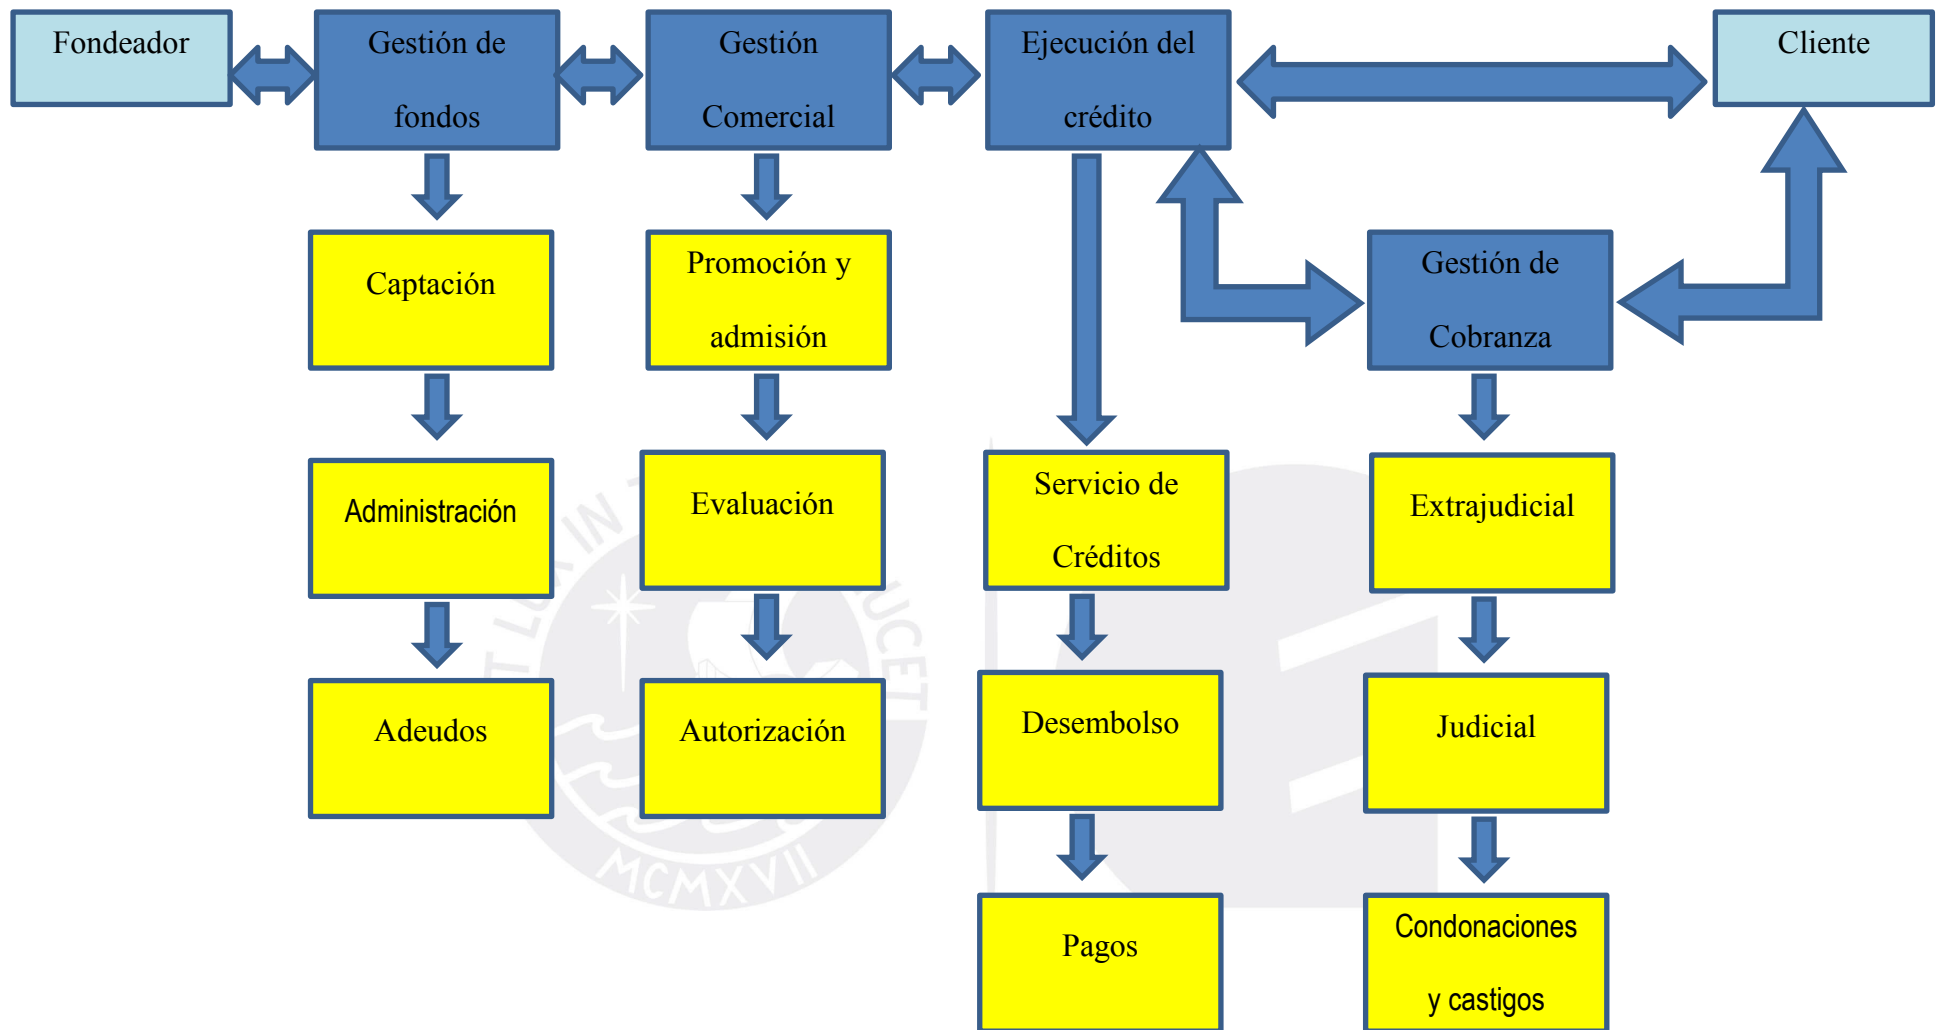 Fondeador
Gestión de
fondos
Gestión
Comercial
Ejecución del
crédito
Cliente
Captación
Promoción y
admisión
Gestión de
Cobranza
Administración
Evaluación
Servicio de
Créditos
Extrajudicial
Adeudos
Autorización
Desembolso
Judicial
Pagos
Condonaciones
y castigos
MCMXVII